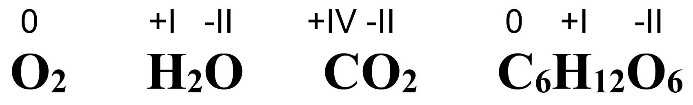 0 +I -II +IV -II 0 +I -II
O₂ H₂O CO₂ C₆H₁₂O₆